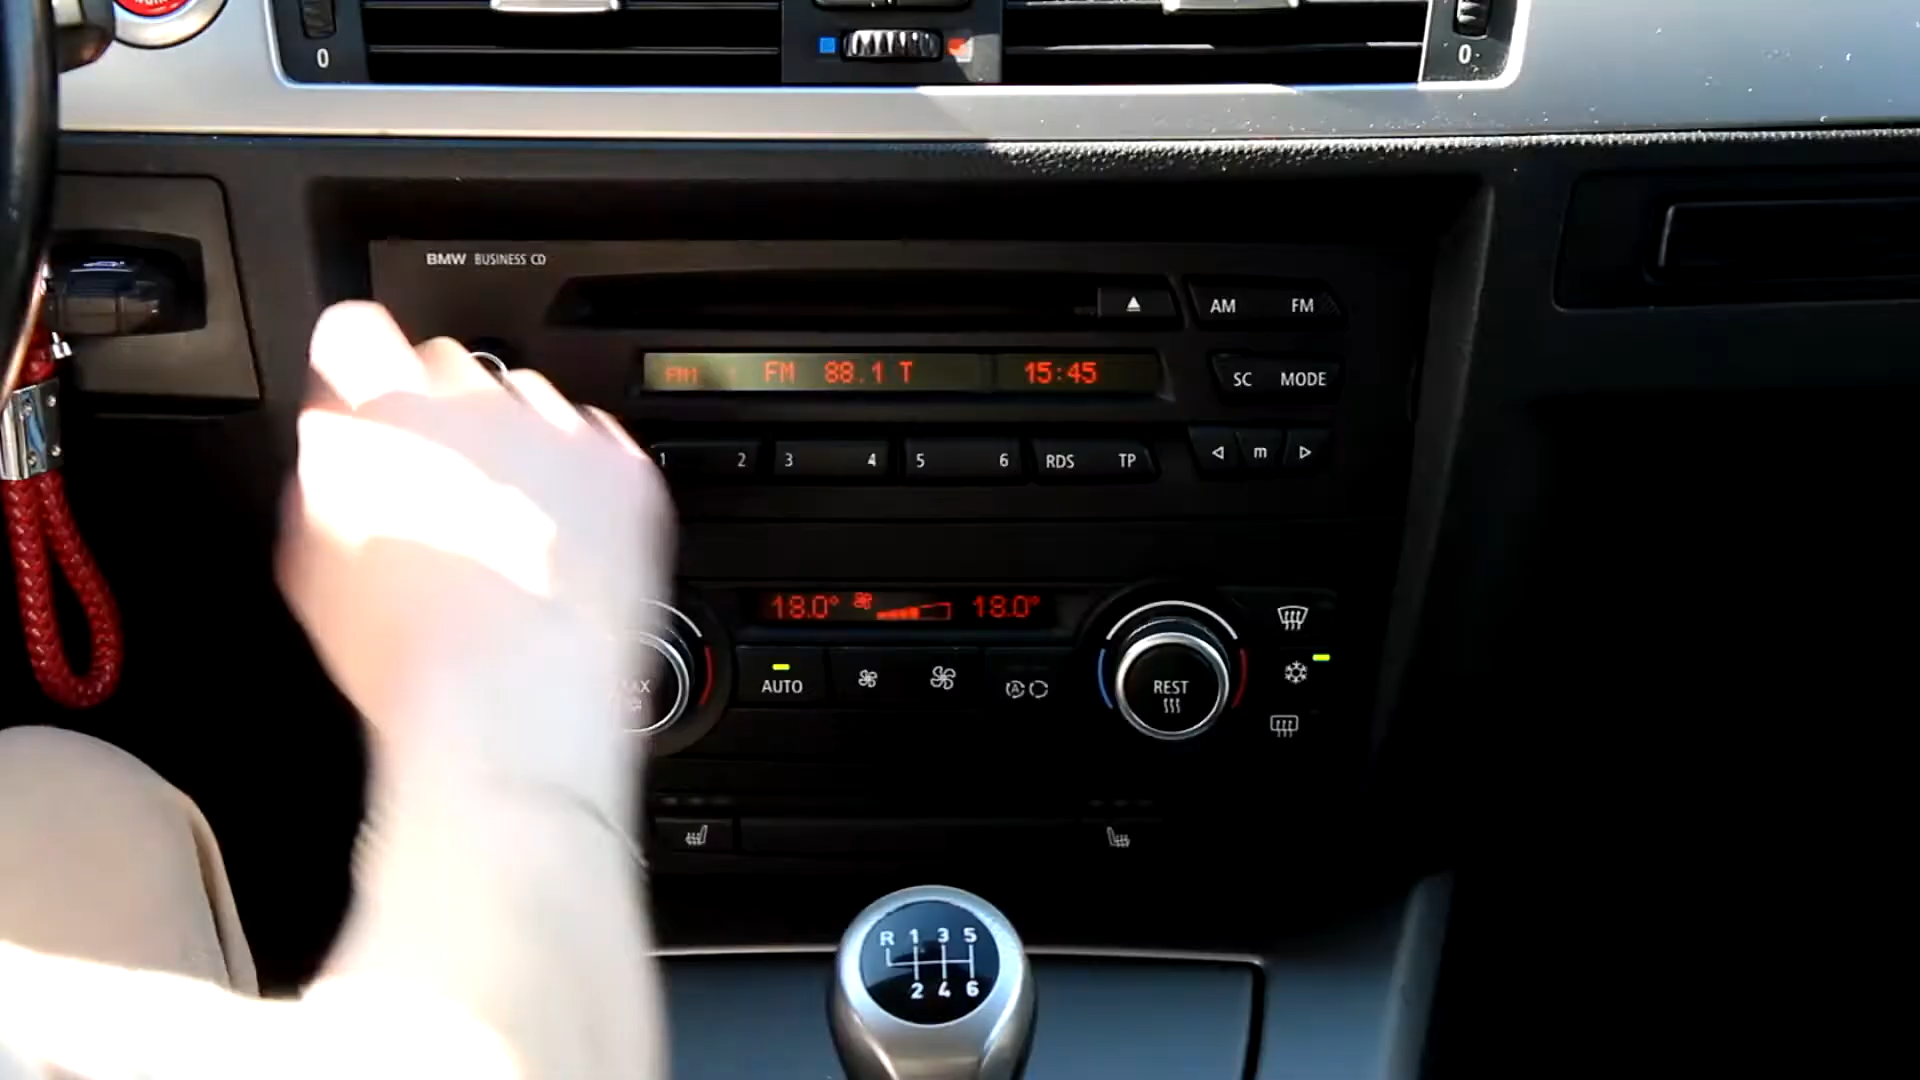 0
0
BMW BUSINESS CD
AM FM
FM1 FM 88.1 T 15:45
SC MODE
1 2 3 4 5 6 RDS TP
m
18.0° 18.0°
AUTO
REST
R 1 3 5
2 4 6